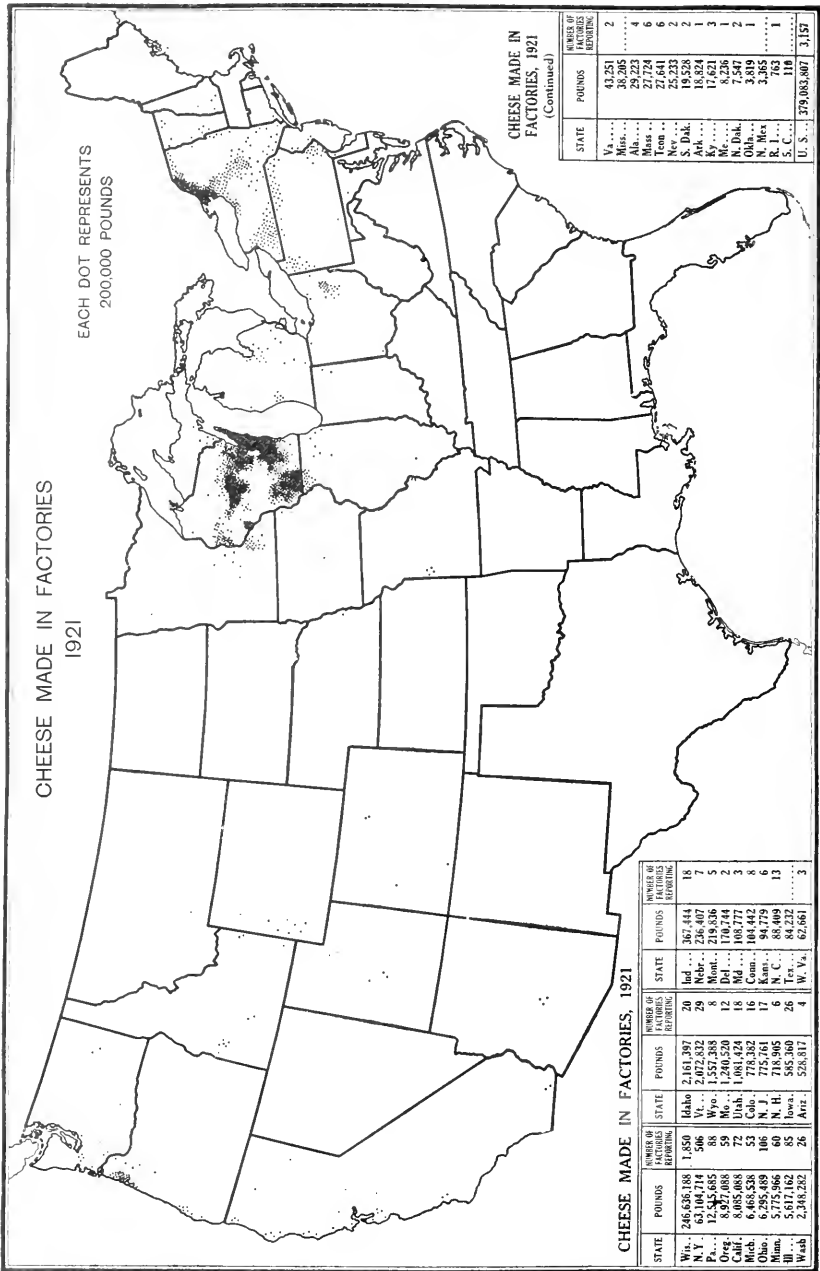 CHEESE MADE IN FACTORIES
1921
EACH DOT REPRESENTS
200,000 POUNDS
CHEESE MADE IN FACTORIES, 1921
STATE POUNDS NUMBER OF FACTORIES REPORTING STATE POUNDS NUMBER OF FACTORIES REPORTING STATE POUNDS NUMBER OF FACTORIES REPORTING
Wis.. 246,636,188 1,850 Idaho 2,161,397 20 Ind ... 367,444 18
N.Y. 63,104,714 506 Vt... 2,072,832 29 Nebr.. 236,407 7
Pa... 88 Wyo.. 1,557,388 8 Mont.. 219,836 5
Oreg. 8,927,088 59 Mo... 1,240,520 12 Del ... 170,744 2
Calif. 8,085,088 72 Utah. 1,081,424 18 Md ... 108,777 3
Mich. 6,468,538 53 Colo. 778,382 16 Conn.. 104,442 8
Ohio.. 6,295,489 106 N. J.. 775,761 17 Kans.. 94,779 6
Minn. 5,775,966 60 N. H. 718,905 6 N. C.. 88,409 13
Ill ... 5,617,162 85 Iowa.. 585,360 26 Tex... 84,232 ......
Wash 2,348,282 26 Ariz. 528,817 4 W. Va. 62,661 3
CHEESE MADE IN
FACTORIES, 1921
(Continued)
STATE POUNDS NUMBER OF FACTORIES REPORTING
Va.... 43,251 2
Miss... 38,205 ......
Ala.... 29,223 4
Mass.. 27,724 6
Tenn .. 27,641 6
Nev ... 25,233 2
S. Dak. 19,528 2
Ark ... 18,824 1
Ky .... 17,621 3
Me.... 8,236 1
N. Dak. 7,547 2
Okla.. 3,819 1
N. Mex 3,365 ......
R. I.... 763 1
S. C... 110
U. S... 379,083,807 3,157